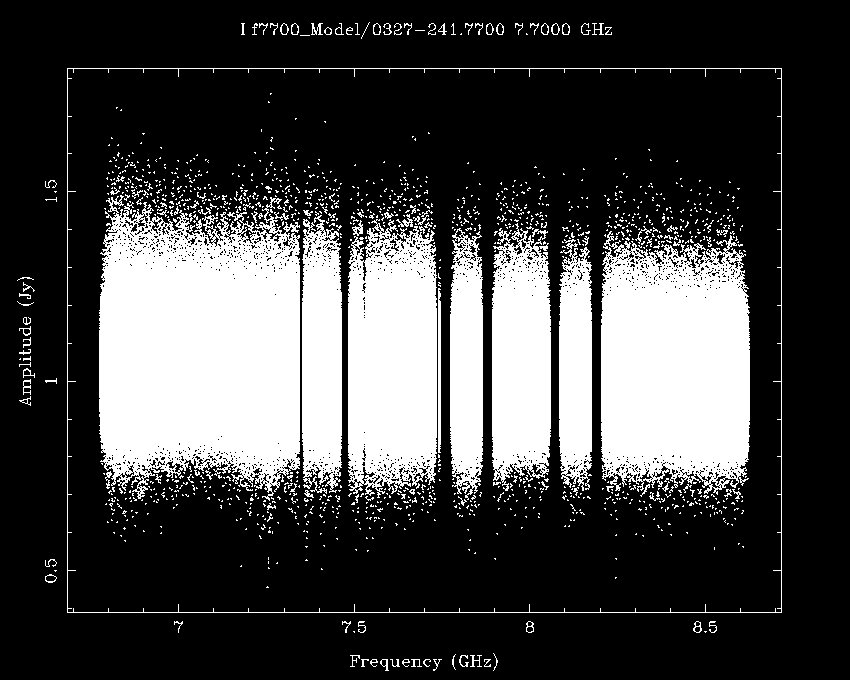 I f7700_Model/0327-241.7700 7.7000 GHz
1.5
1
0.5
Amplitude (Jy)
7 7.5 8 8.5
Frequency (GHz)